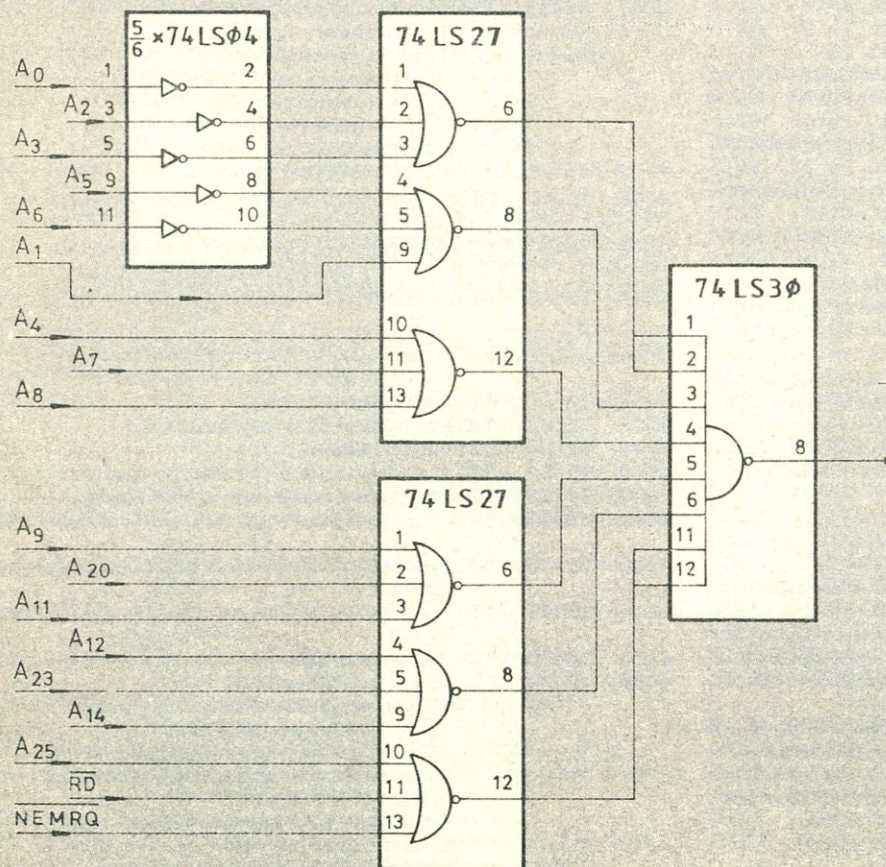 5/6 ×74LSØ4
74 LS 27
A0 1 2 1
A2 3 4 2 6
A3 5 6 3
A5 9 8 4
A6 11 10 5 8
A1 9
74 LS3Ø
A4 10 1
A7 11 12 2
A8 13 3
4
5 8
74 LS 27 6
A9 1 11
A20 2 6 12
A11 3
A12 4
A23 5 8
A14 9
A25 10
RD 11 12
NEMRQ 13